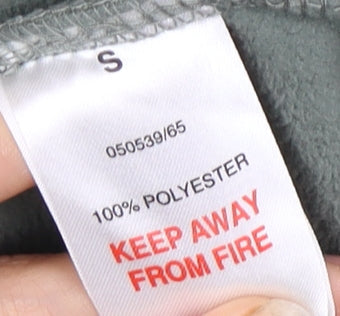 S
050539/65
100% POLYESTER
KEEP AWAY
FROM FIRE